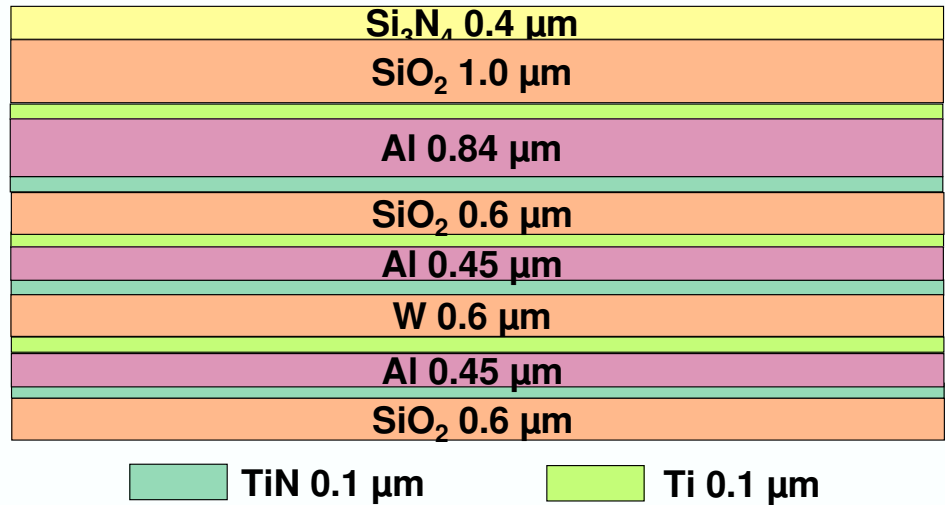 Si₃N₄ 0.4 µm
SiO₂ 1.0 µm
Al 0.84 µm
SiO₂ 0.6 µm
Al 0.45 µm
W 0.6 µm
Al 0.45 µm
SiO₂ 0.6 µm
TiN 0.1 µm Ti 0.1 µm